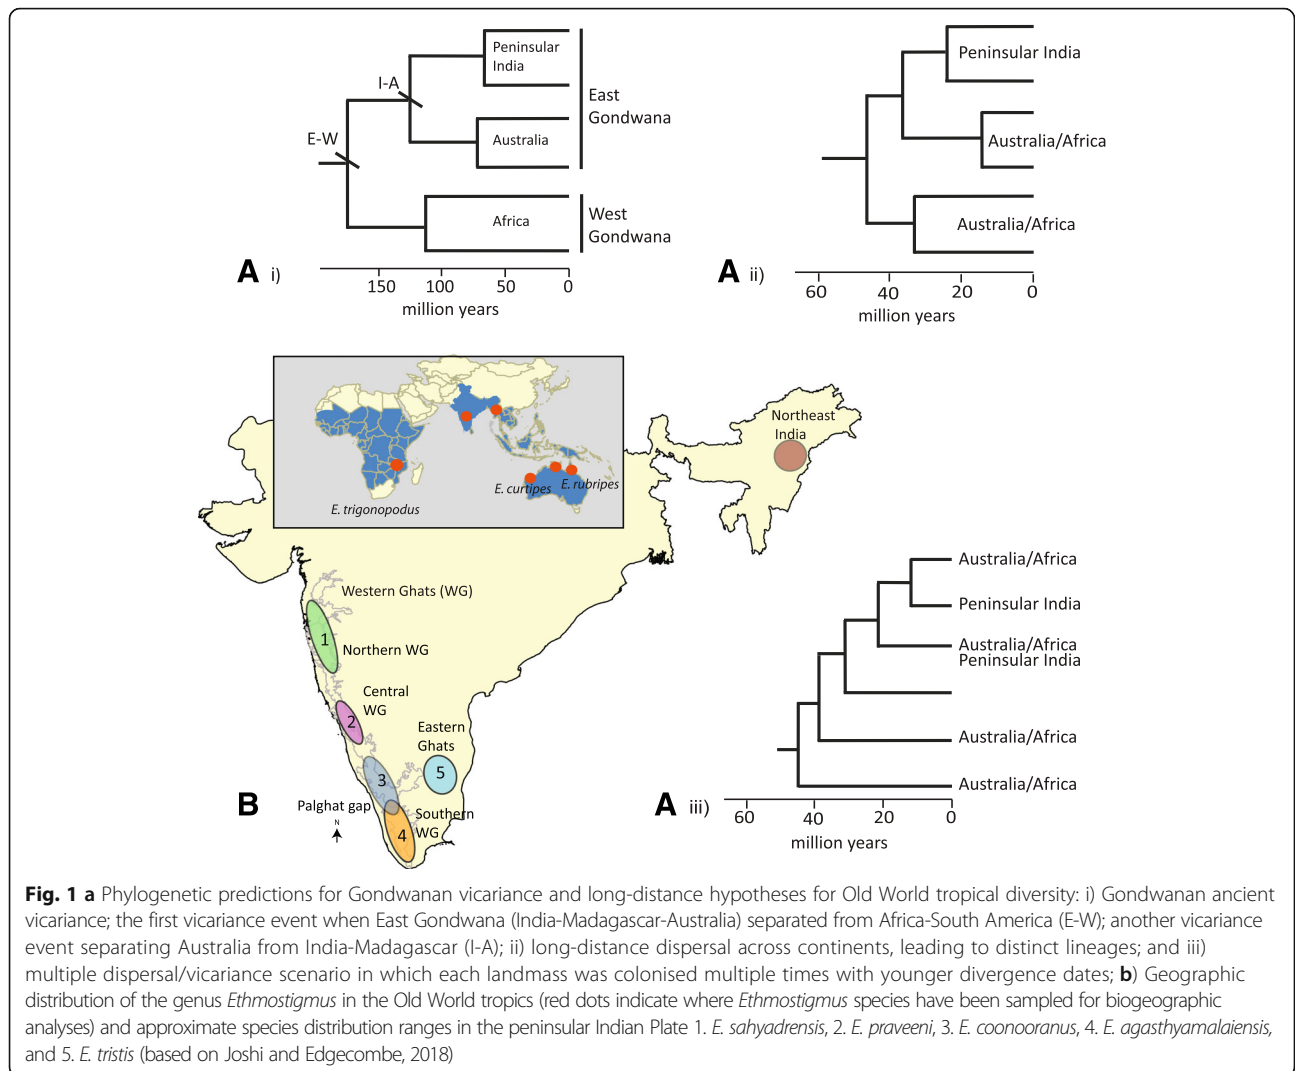 Peninsular
India
I-A
East
Gondwana
Australia
E-W
Africa
West
Gondwana
A i)
150 100 50 0
million years
Peninsular India
Australia/Africa
Australia/Africa
A ii)
60 40 20 0
million years
E. trigonopodus
E. curtipes
E. rubripes
Northeast
India
Western Ghats (WG)
1
Northern WG
Central
WG
2
Eastern
Ghats
3
5
B
Palghat gap
N
Southern
WG
4
Australia/Africa
Peninsular India
Australia/Africa
Peninsular India
Australia/Africa
Australia/Africa
A iii)
60 40 20 0
million years
Fig. 1 a Phylogenetic predictions for Gondwanan vicariance and long-distance hypotheses for Old World tropical diversity: i) Gondwanan ancient
vicariance; the first vicariance event when East Gondwana (India-Madagascar-Australia) separated from Africa-South America (E-W); another vicariance
event separating Australia from India-Madagascar (I-A); ii) long-distance dispersal across continents, leading to distinct lineages; and iii)
multiple dispersal/vicariance scenario in which each landmass was colonised multiple times with younger divergence dates; b) Geographic
distribution of the genus Ethmostigmus in the Old World tropics (red dots indicate where Ethmostigmus species have been sampled for biogeographic
analyses) and approximate species distribution ranges in the peninsular Indian Plate 1. E. sahyadrensis, 2. E. praveeni, 3. E. coonooranus, 4. E. agasthyamalaiensis,
and 5. E. tristis (based on Joshi and Edgecombe, 2018)